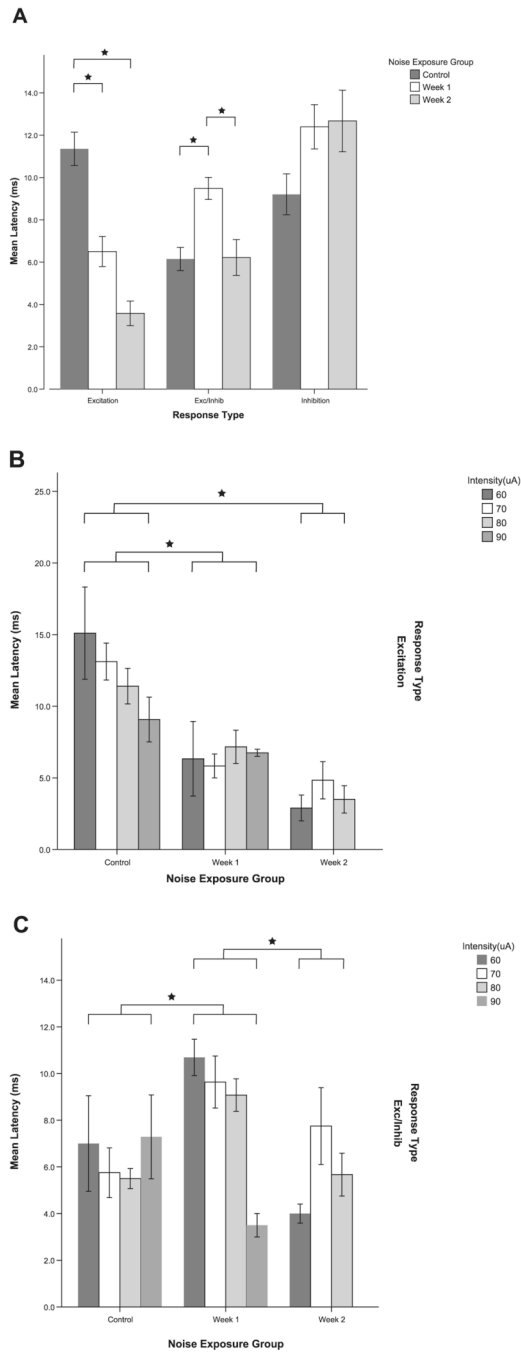 A
Noise Exposure Group
Control
Week 1
Week 2
14.0
12.0
10.0
8.0
6.0
4.0
2.0
0.0
Mean Latency (ms)
Excitation
Exc/Inhib
Inhibition
Response Type
B
Intensity(uA)
60
70
80
90
25.0
20.0
15.0
10.0
5.0
0.0
Mean Latency (ms)
Response Type
Excitation
Control
Week 1
Week 2
Noise Exposure Group
C
Intensity(uA)
60
70
80
90
14.0
12.0
10.0
8.0
6.0
4.0
2.0
0.0
Mean Latency (ms)
Response Type
Exc/Inhib
Control
Week 1
Week 2
Noise Exposure Group